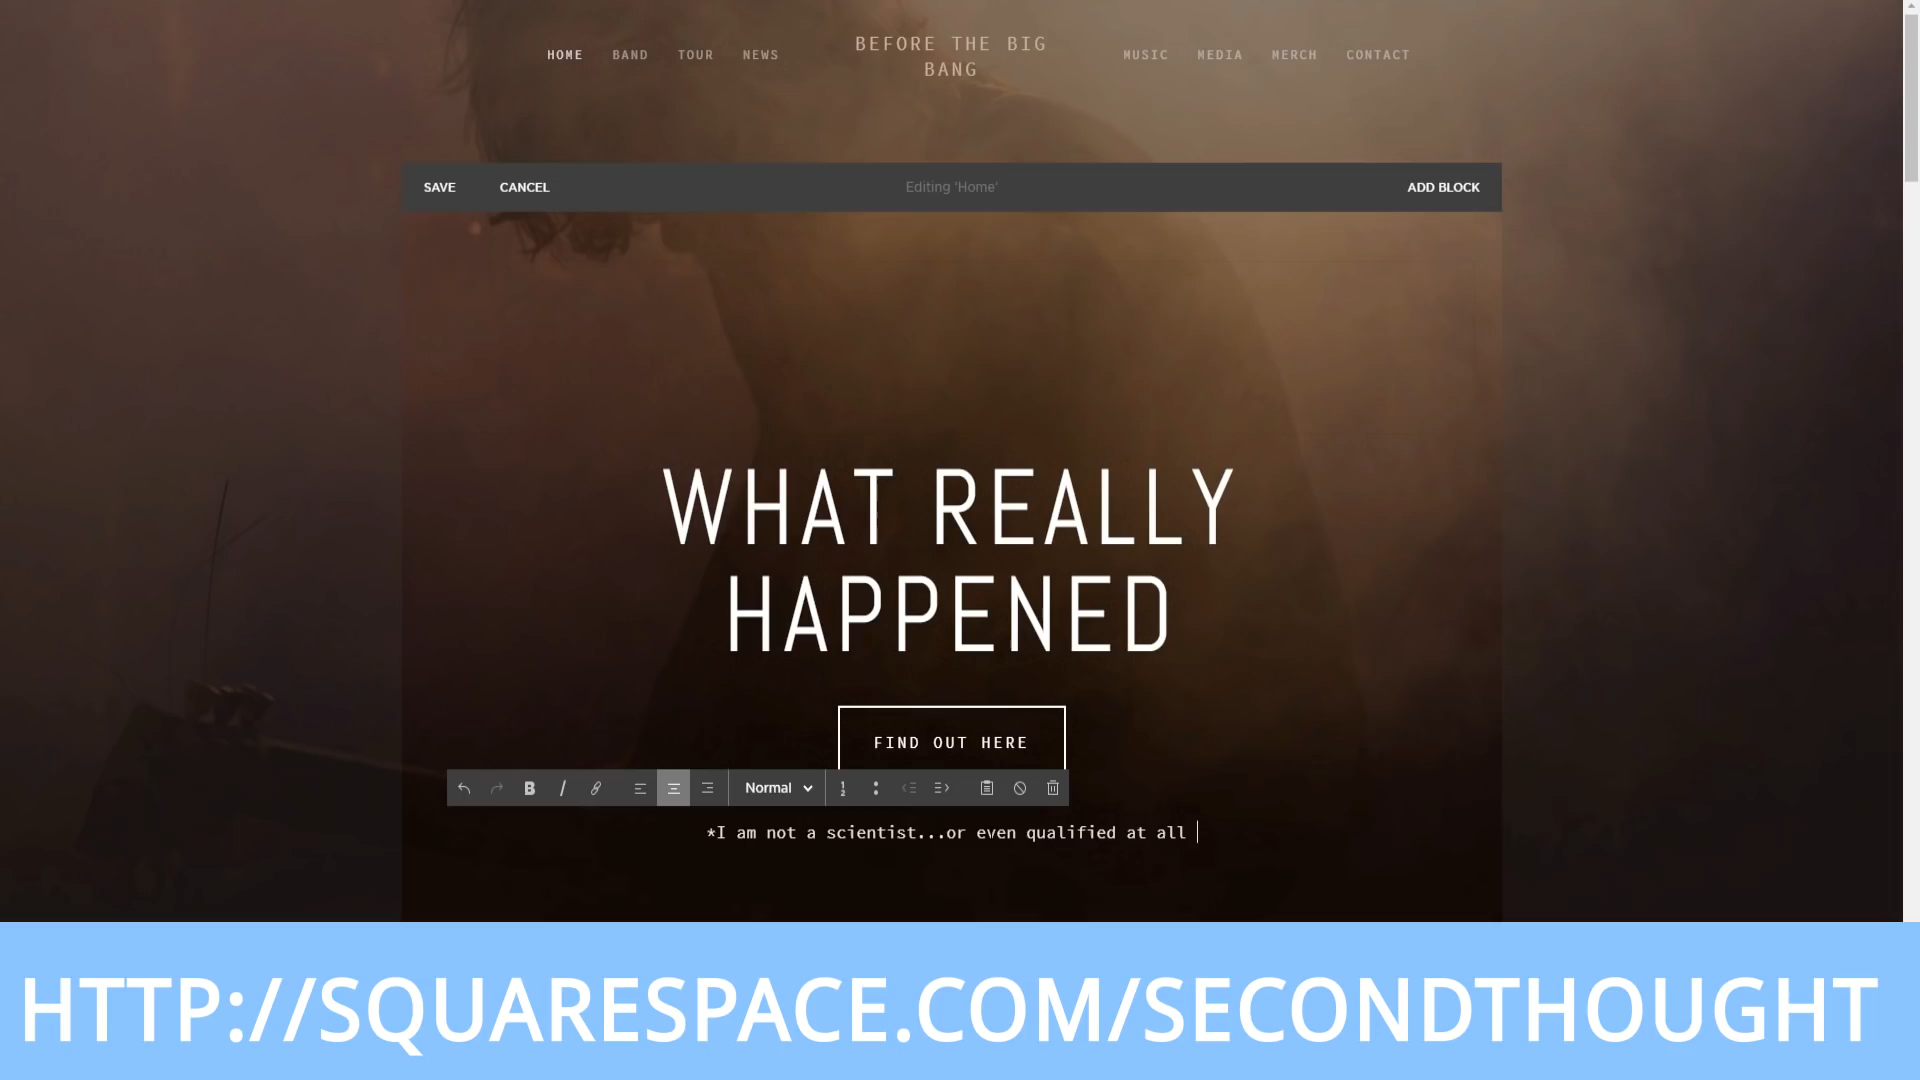 HOME BAND TOUR NEWS BEFORE THE BIG BANG MUSIC MEDIA MERCH CONTACT
SAVE CANCEL Editing 'Home' ADD BLOCK
WHAT REALLY
HAPPENED
FIND OUT HERE
Normal
*I am not a scientist...or even qualified at all
HTTP://SQUARESPACE.COM/SECONDTHOUGHT